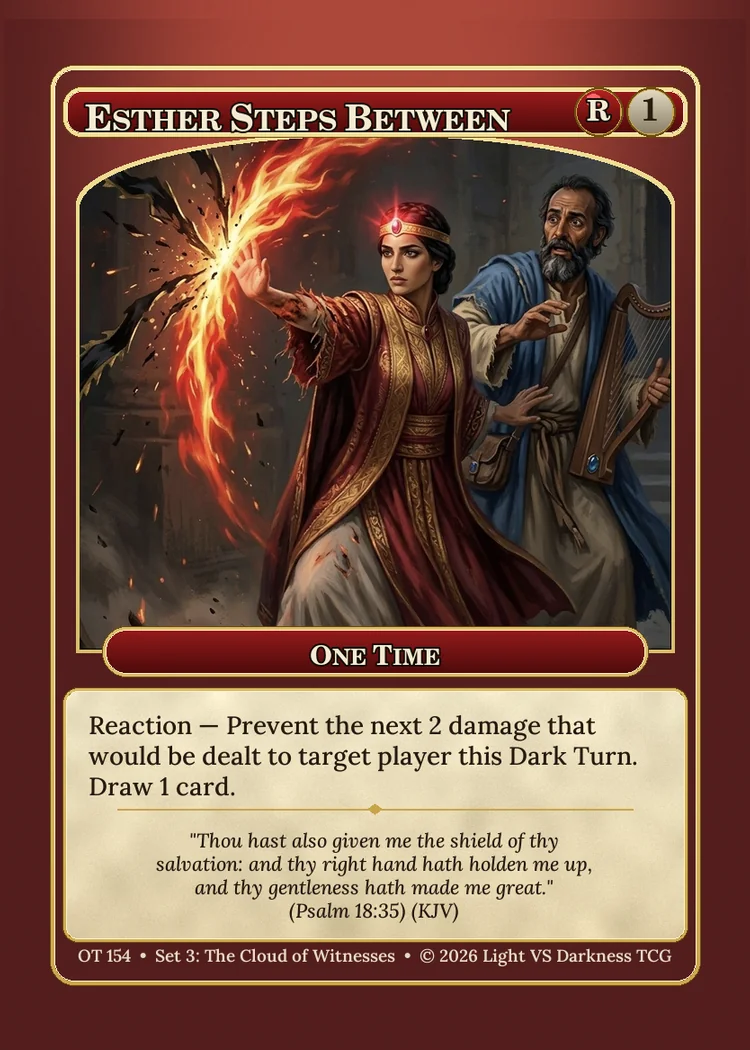 Esther Steps Between R 1
One Time
Reaction — Prevent the next 2 damage that
would be dealt to target player this Dark Turn.
Draw 1 card.
"Thou hast also given me the shield of thy
salvation: and thy right hand hath holden me up,
and thy gentleness hath made me great."
(Psalm 18:35) (KJV)
OT 154 • Set 3: The Cloud of Witnesses • © 2026 Light VS Darkness TCG